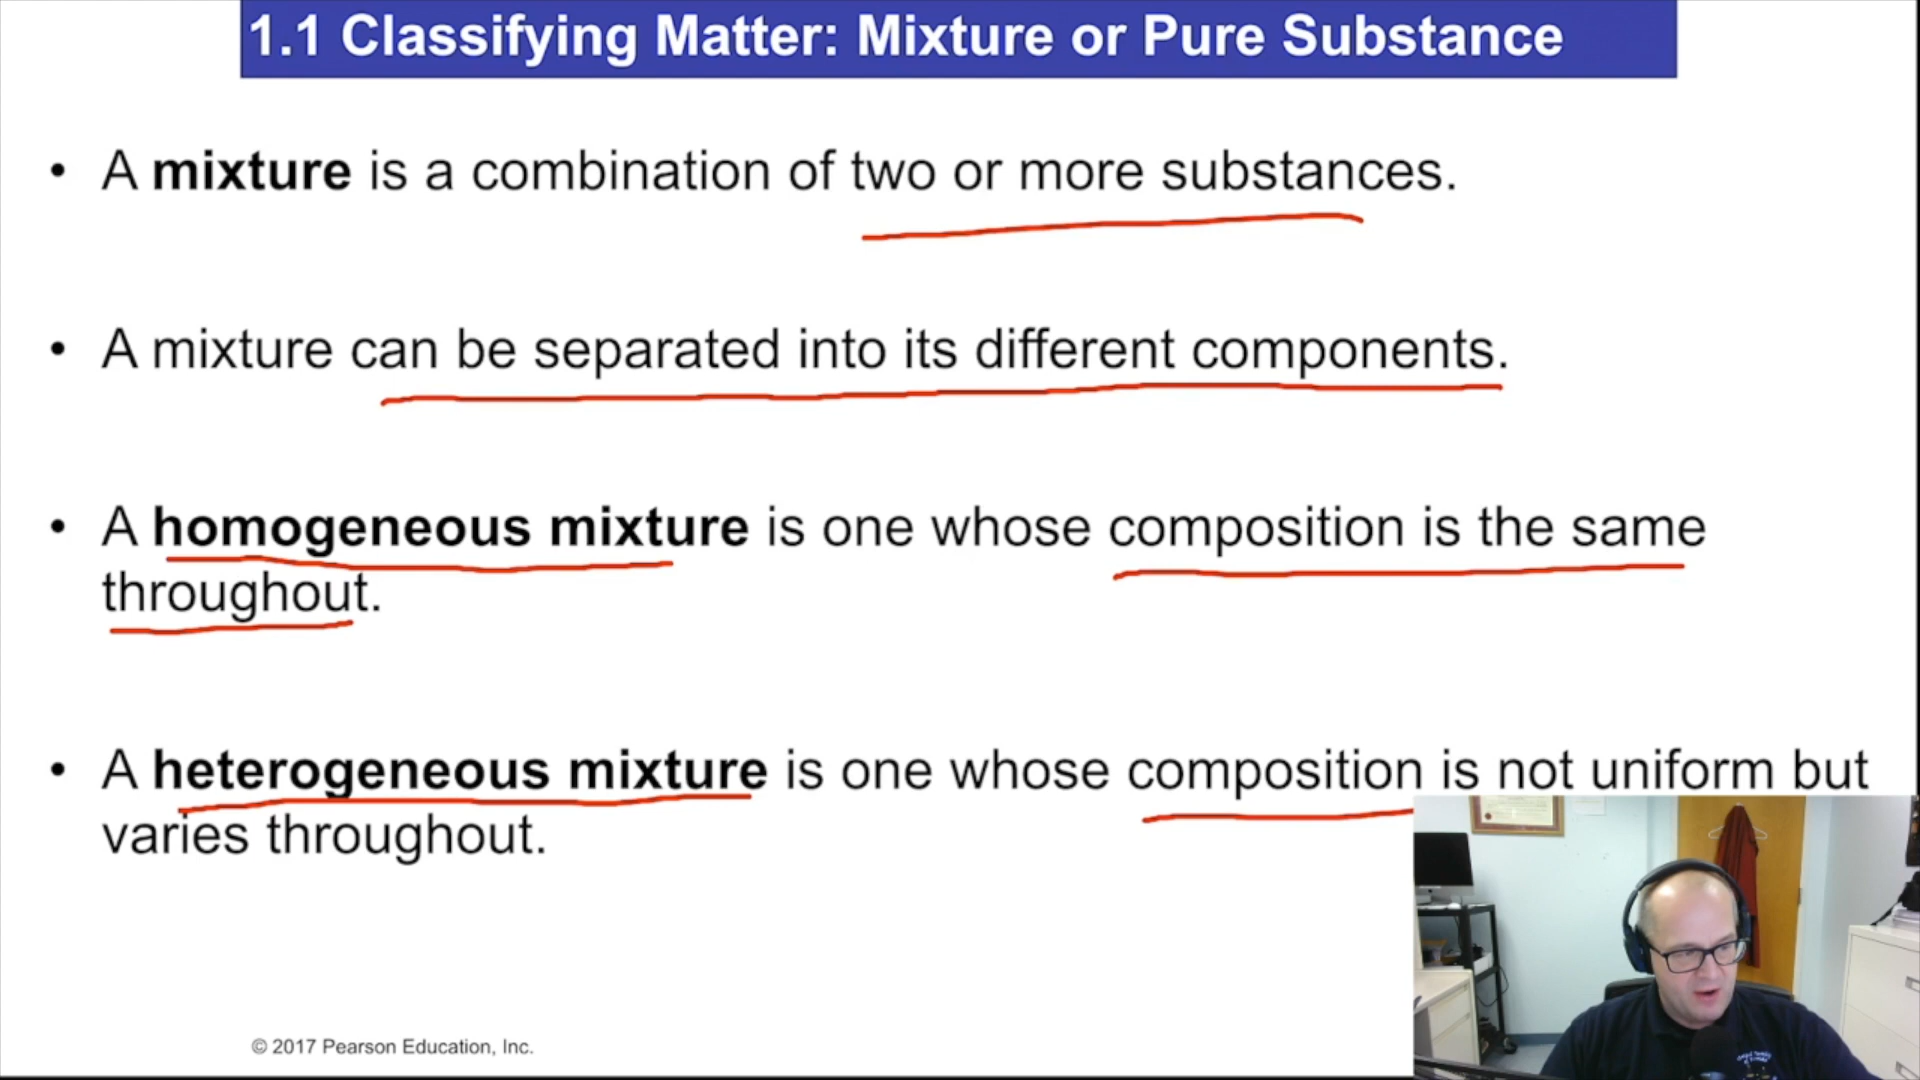 1.1 Classifying Matter: Mixture or Pure Substance
• A mixture is a combination of two or more substances.
• A mixture can be separated into its different components.
• A homogeneous mixture is one whose composition is the same
throughout.
• A heterogeneous mixture is one whose composition is not uniform but
varies throughout.
© 2017 Pearson Education, Inc.